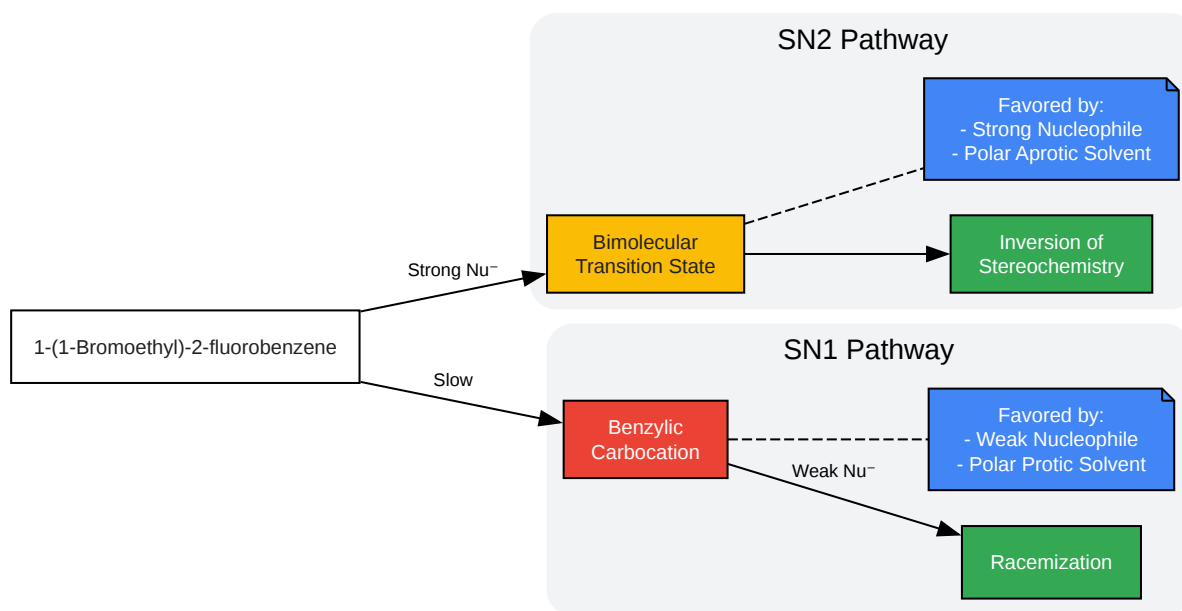 SN2 Pathway
Favored by:
- Strong Nucleophile
- Polar Aprotic Solvent
Bimolecular
Transition State
Inversion of
Stereochemistry
Strong Nu⁻
1-(1-Bromoethyl)-2-fluorobenzene
Slow
SN1 Pathway
Benzylic
Carbocation
Favored by:
- Weak Nucleophile
- Polar Protic Solvent
Weak Nu⁻
Racemization